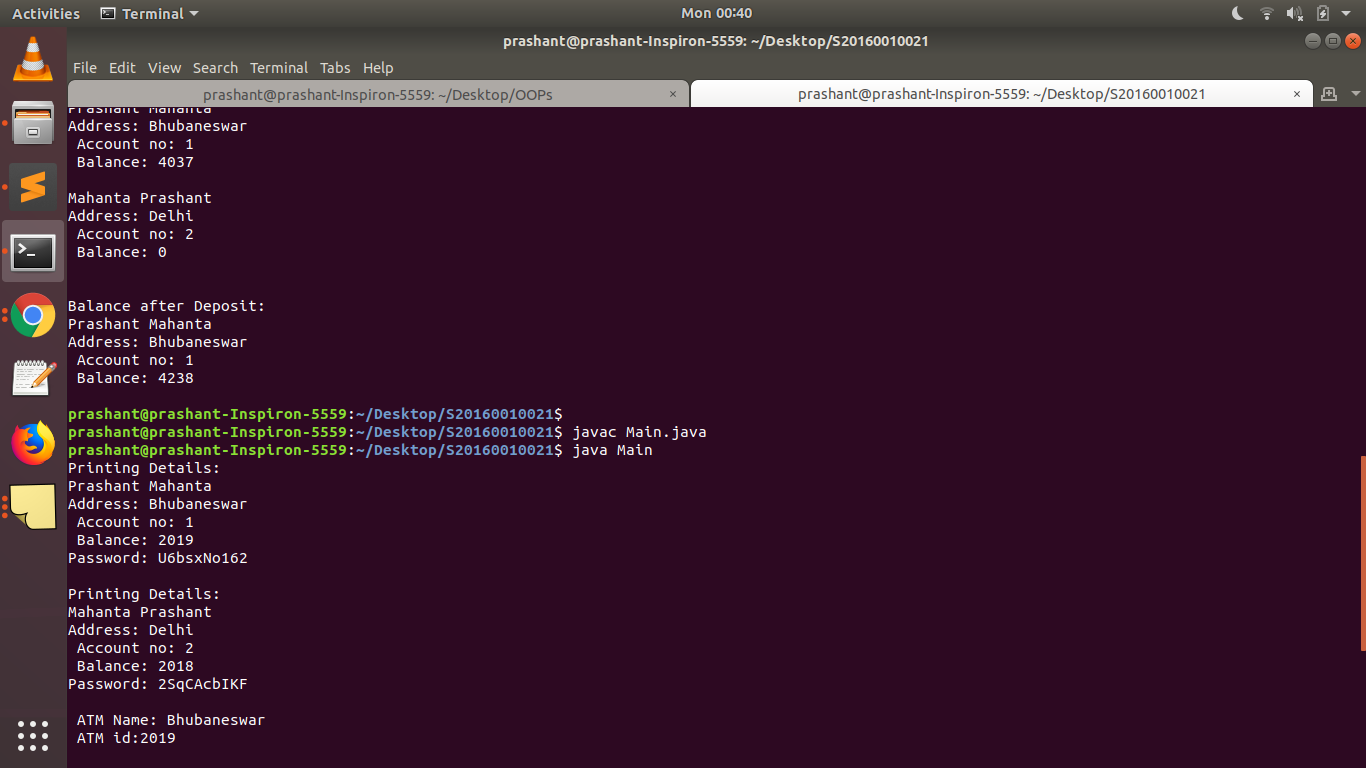 Activities Terminal Mon 00:40
prashant@prashant-Inspiron-5559: ~/Desktop/S20160010021
File Edit View Search Terminal Tabs Help
prashant@prashant-Inspiron-5559: ~/Desktop/OOPs × prashant@prashant-Inspiron-5559: ~/Desktop/S20160010021 ×
Prashant Mahanta
Address: Bhubaneswar
Account no: 1
Balance: 4037
Mahanta Prashant
Address: Delhi
Account no: 2
Balance: 0
Balance after Deposit:
Prashant Mahanta
Address: Bhubaneswar
Account no: 1
Balance: 4238
prashant@prashant-Inspiron-5559:~/Desktop/S20160010021$
prashant@prashant-Inspiron-5559:~/Desktop/S20160010021$ javac Main.java
prashant@prashant-Inspiron-5559:~/Desktop/S20160010021$ java Main
Printing Details:
Prashant Mahanta
Address: Bhubaneswar
Account no: 1
Balance: 2019
Password: U6bsxNo162
Printing Details:
Mahanta Prashant
Address: Delhi
Account no: 2
Balance: 2018
Password: 2SqCAcbIKF
ATM Name: Bhubaneswar
ATM id:2019